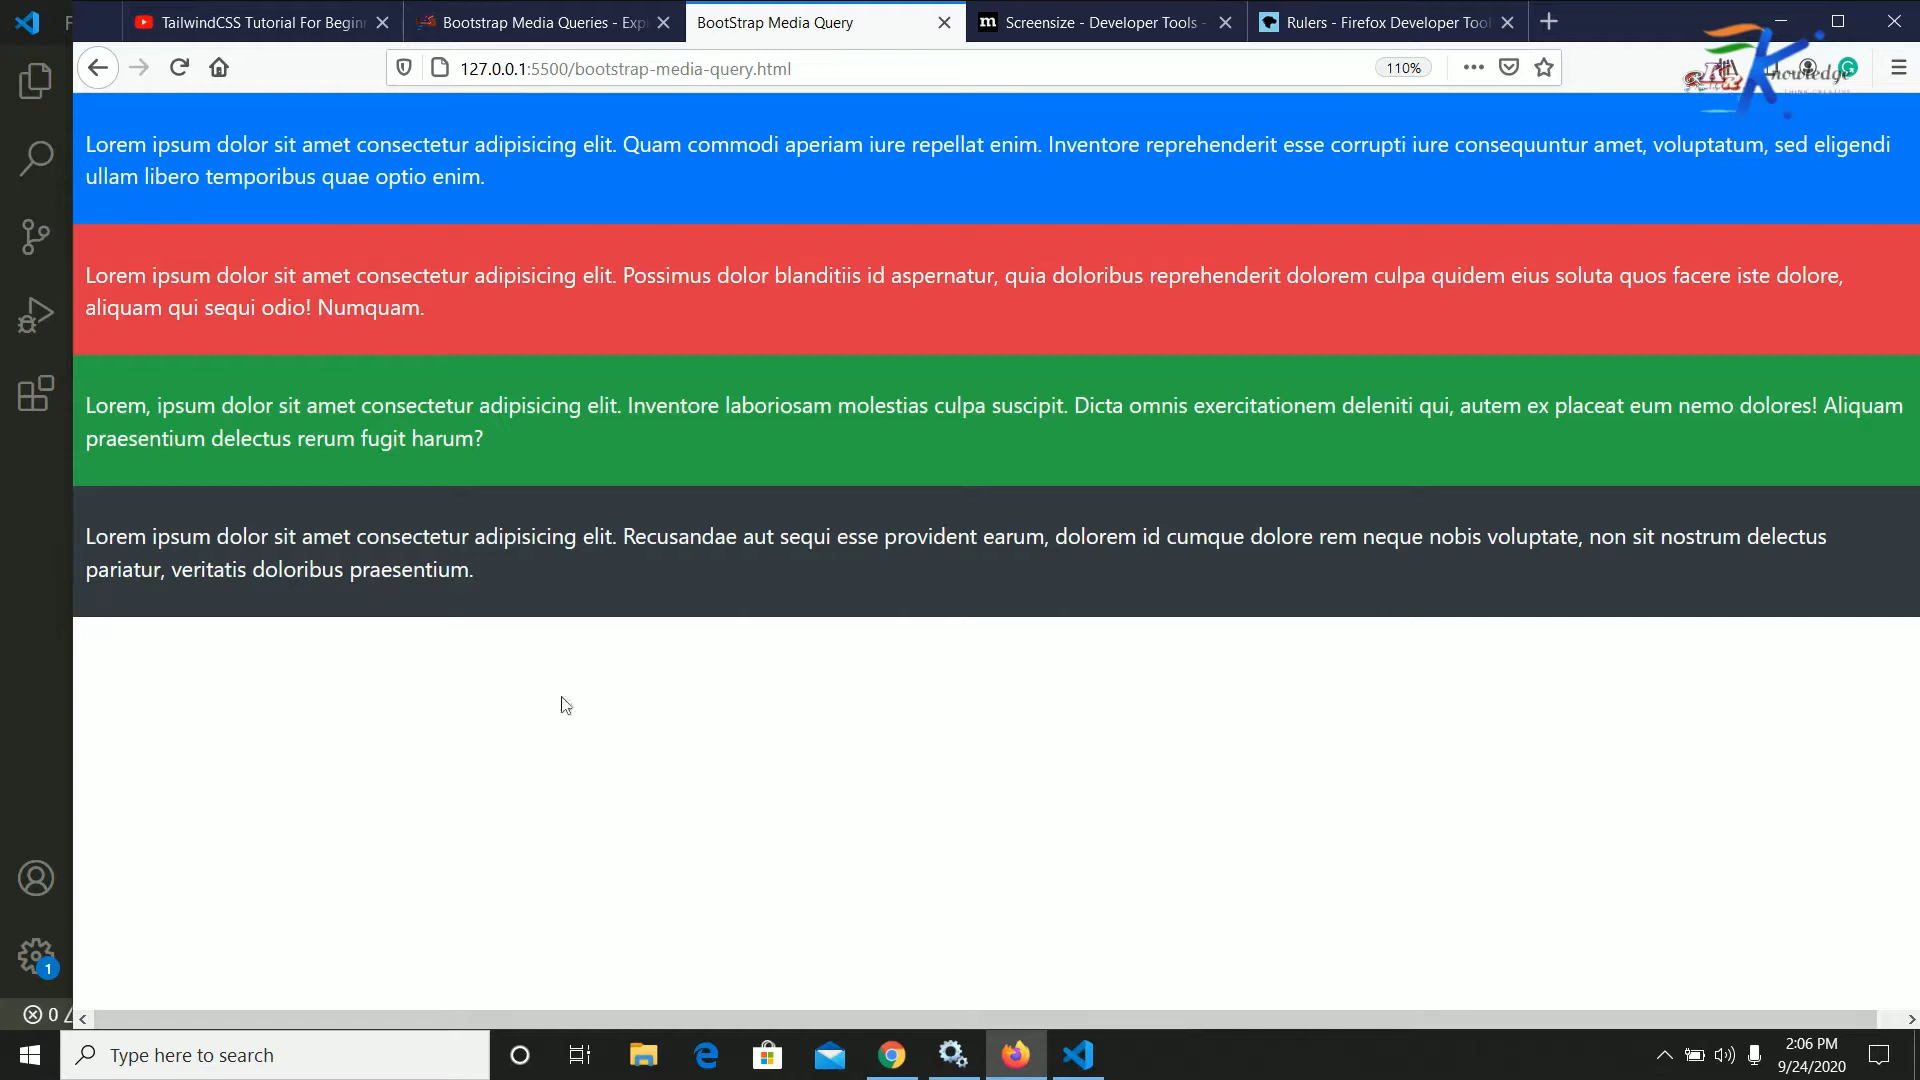 TailwindCSS Tutorial For Begin
Bootstrap Media Queries - Exp
BootStrap Media Query
Screensize - Developer Tools -
Rulers - Firefox Developer Tool
127.0.0.1:5500/bootstrap-media-query.html
110%
nowledge
Lorem ipsum dolor sit amet consectetur adipisicing elit. Quam commodi aperiam iure repellat enim. Inventore reprehenderit esse corrupti iure consequuntur amet, voluptatum, sed eligendi
ullam libero temporibus quae optio enim.
Lorem ipsum dolor sit amet consectetur adipisicing elit. Possimus dolor blanditiis id aspernatur, quia doloribus reprehenderit dolorem culpa quidem eius soluta quos facere iste dolore,
aliquam qui sequi odio! Numquam.
Lorem, ipsum dolor sit amet consectetur adipisicing elit. Inventore laboriosam molestias culpa suscipit. Dicta omnis exercitationem deleniti qui, autem ex placeat eum nemo dolores! Aliquam
praesentium delectus rerum fugit harum?
Lorem ipsum dolor sit amet consectetur adipisicing elit. Recusandae aut sequi esse provident earum, dolorem id cumque dolore rem neque nobis voluptate, non sit nostrum delectus
pariatur, veritatis doloribus praesentium.
1
0
Type here to search
2:06 PM
9/24/2020